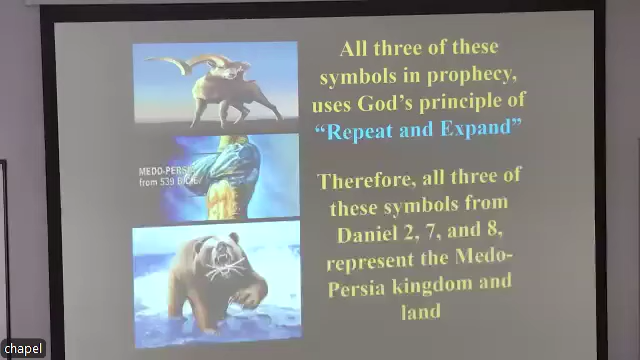 All three of these
symbols in prophecy,
uses God's principle of
“Repeat and Expand”
MEDO-PERSIA
from 539 B.C.E.
Therefore, all three of
these symbols from
Daniel 2, 7, and 8,
represent the Medo-
Persia kingdom and
land
chapel